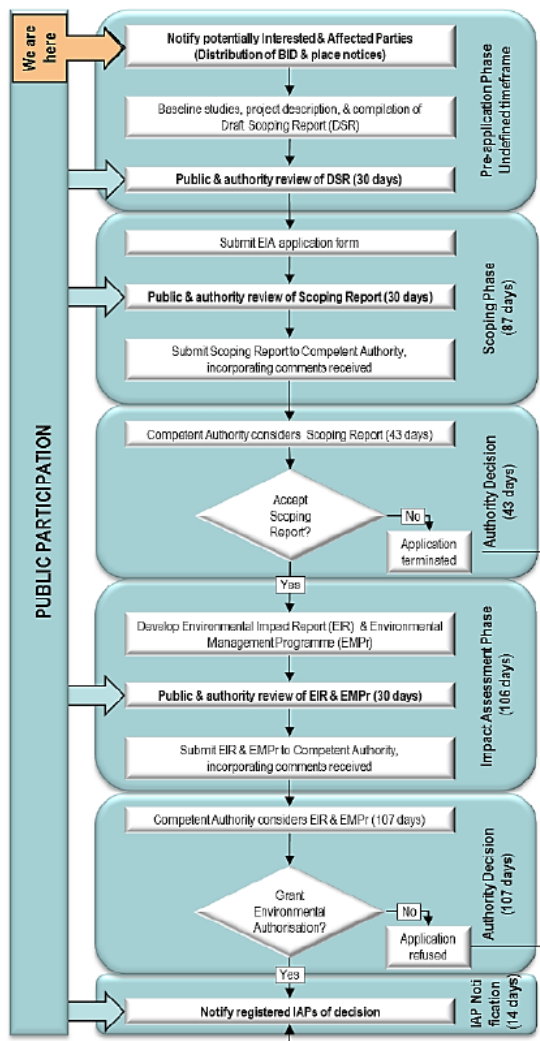 We are
here
PUBLIC PARTICIPATION
Notify potentially Interested & Affected Parties
(Distribution of BID & place notices)
Baseline studies, project description, & compilation of
Draft Scoping Report (DSR)
Public & authority review of DSR (30 days)
Pre-application Phase
Undefined timeframe
Submit EIA application form
Public & authority review of Scoping Report (30 days)
Submit Scoping Report to Competent Authority,
incorporating comments received
Scoping Phase
(87 days)
Competent Authority considers Scoping Report (43 days)
Accept
Scoping
Report?
No
Application
terminated
Yes
Authority Decision
(43 days)
Develop Environmental Impact Report (EIR) & Environmental
Management Programme (EMPr)
Public & authority review of EIR & EMPr (30 days)
Submit EIR & EMPr to Competent Authority,
incorporating comments received
Impact Assessment Phase
(106 days)
Competent Authority considers EIR & EMPr (107 days)
Grant
Environmental
Authorisation?
No
Application
refused
Yes
Authority Decision
(107 days)
Notify registered IAPs of decision
IAP Noti
fication
(14 days)